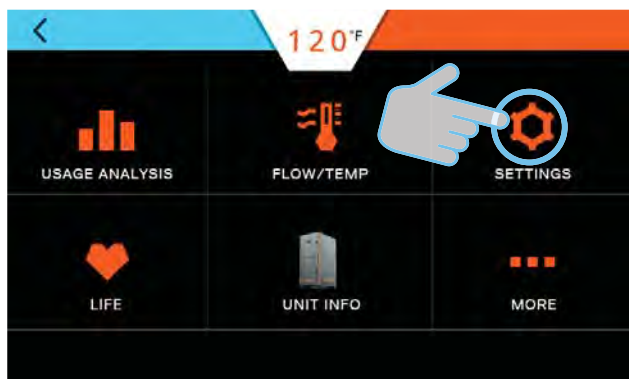 120°F
USAGE ANALYSIS
FLOW/TEMP
SETTINGS
LIFE
UNIT INFO
MORE